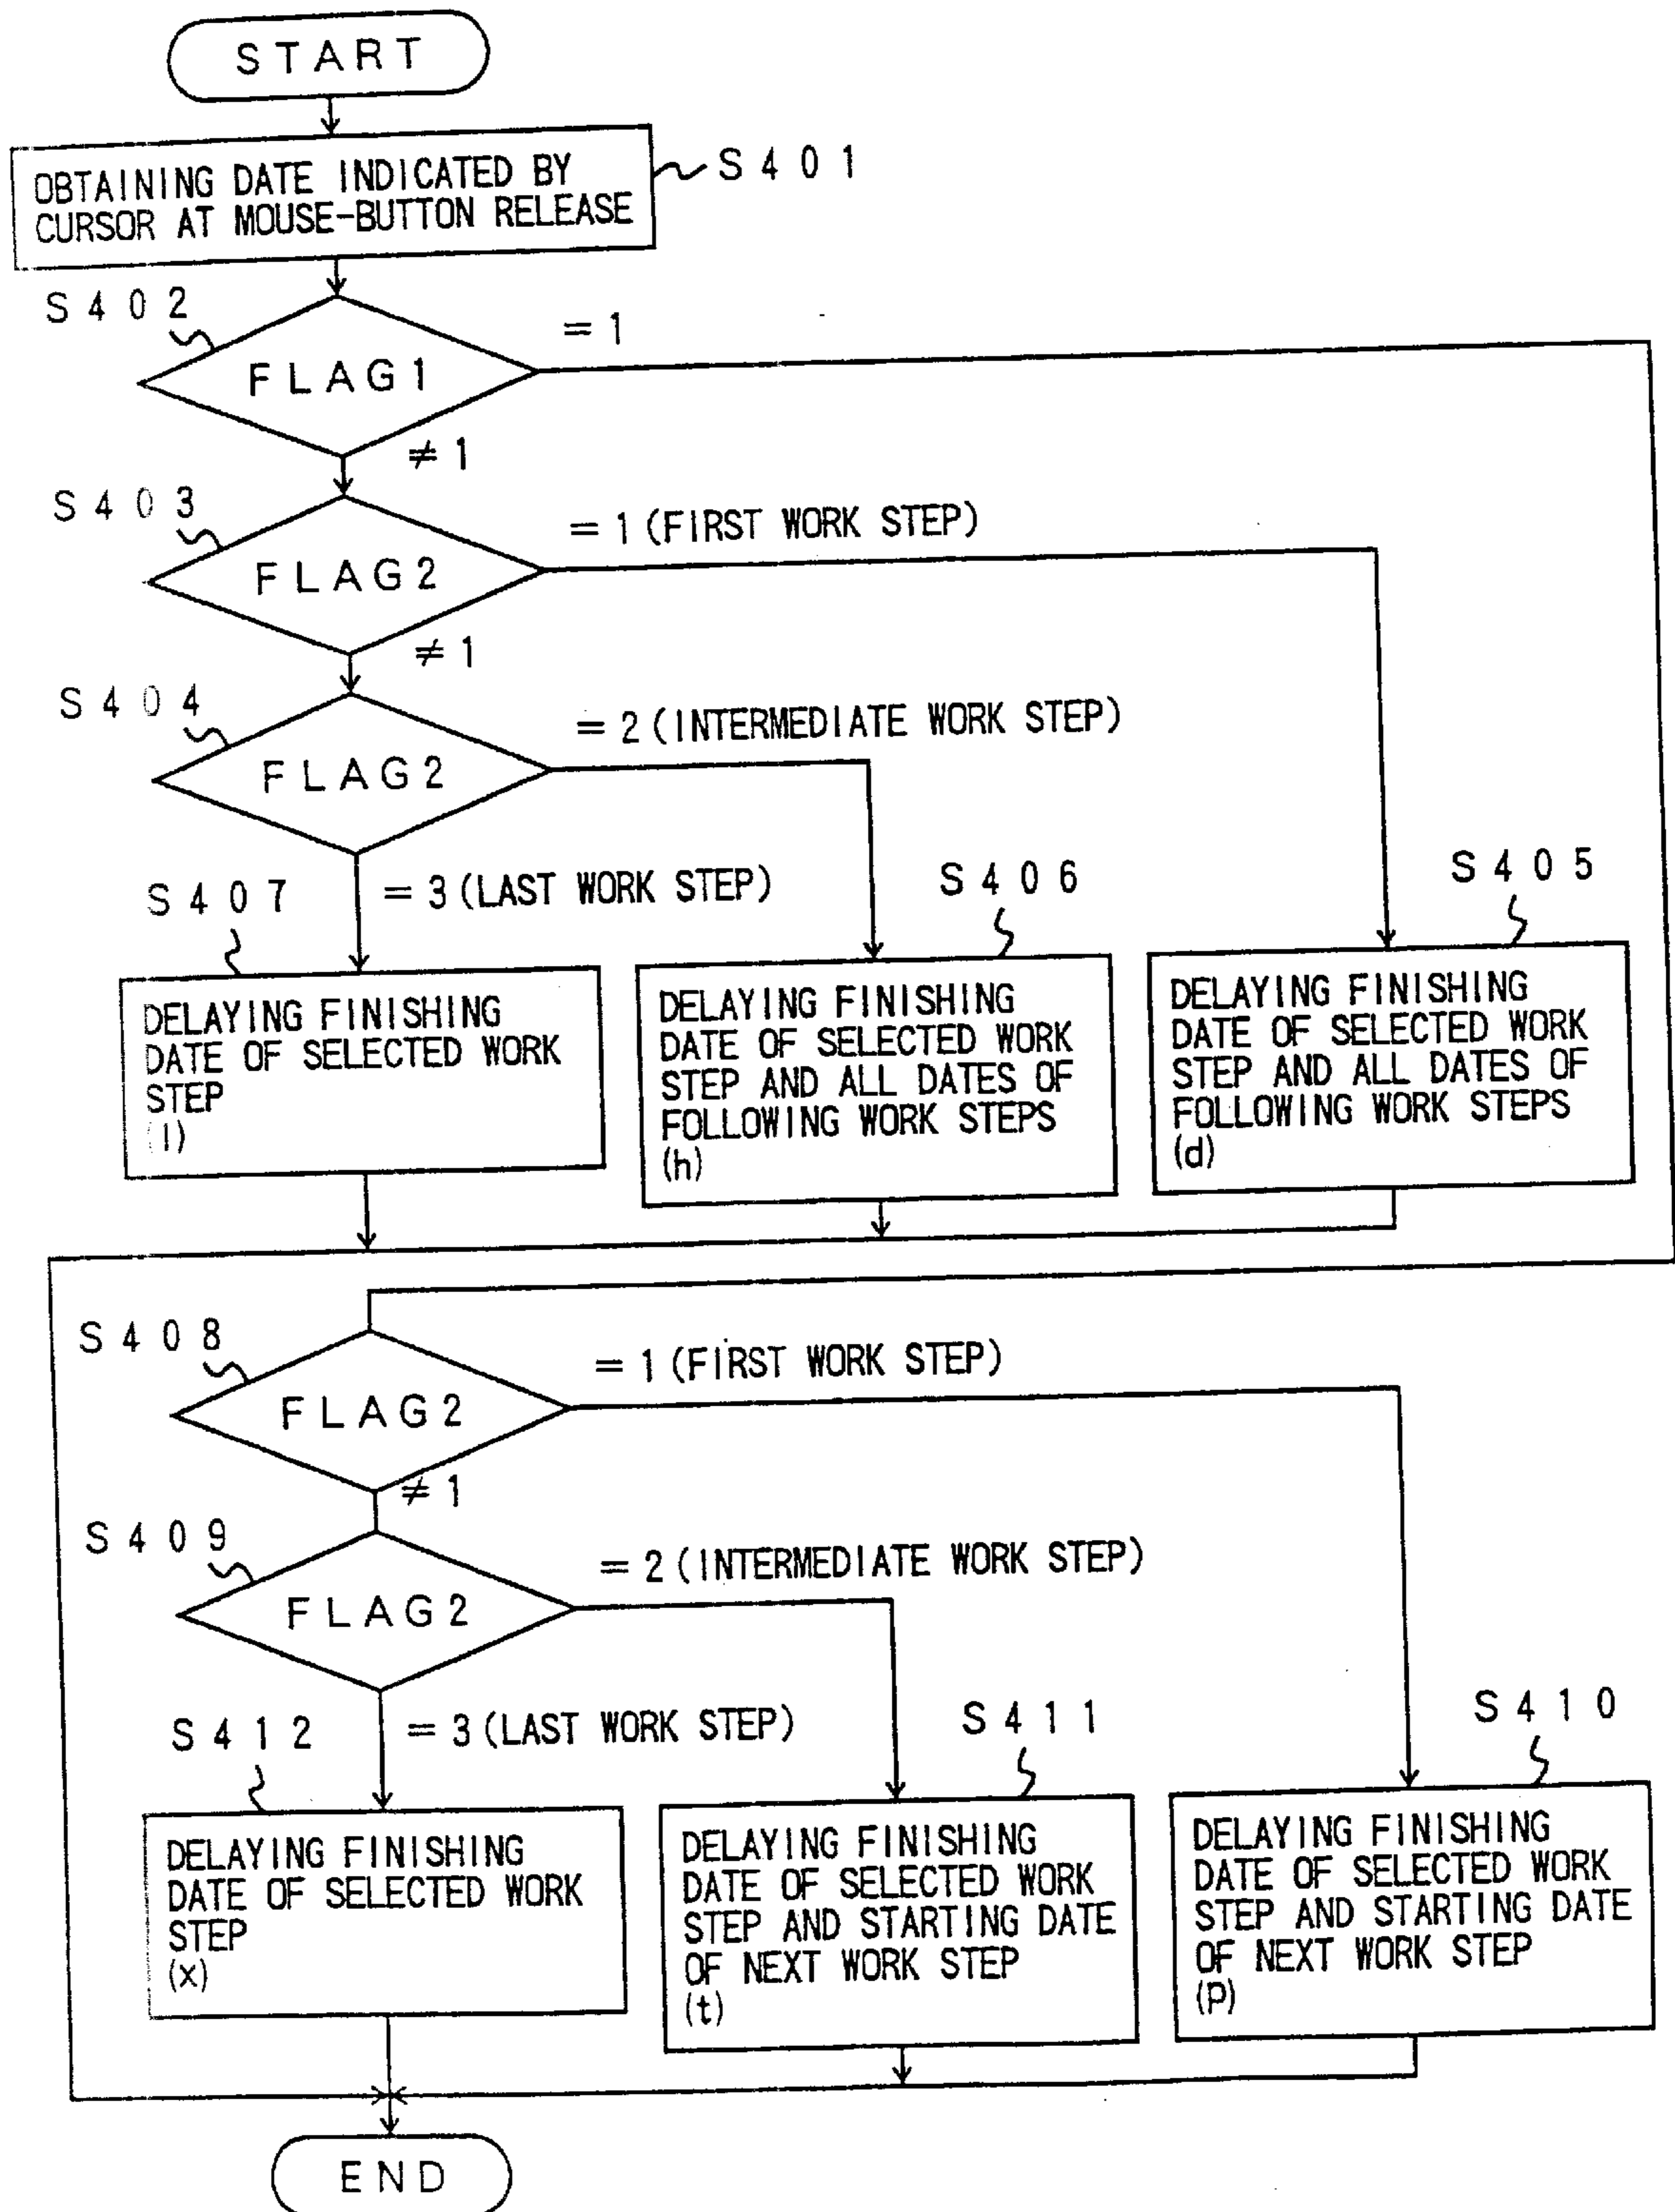 START
OBTAINING DATE INDICATED BY
CURSOR AT MOUSE-BUTTON RELEASE
S401
S402
FLAG1
=1
≠1
S403
FLAG2
=1 (FIRST WORK STEP)
≠1
S404
FLAG2
=2 (INTERMEDIATE WORK STEP)
=3 (LAST WORK STEP)
S407
DELAYING FINISHING
DATE OF SELECTED WORK
STEP
(l)
S406
DELAYING FINISHING
DATE OF SELECTED WORK
STEP AND ALL DATES OF
FOLLOWING WORK STEPS
(h)
S405
DELAYING FINISHING
DATE OF SELECTED WORK
STEP AND ALL DATES OF
FOLLOWING WORK STEPS
(d)
S408
FLAG2
=1 (FIRST WORK STEP)
≠1
S409
FLAG2
=2 (INTERMEDIATE WORK STEP)
=3 (LAST WORK STEP)
S412
DELAYING FINISHING
DATE OF SELECTED WORK
STEP
(x)
S411
DELAYING FINISHING
DATE OF SELECTED WORK
STEP AND STARTING DATE
OF NEXT WORK STEP
(t)
S410
DELAYING FINISHING
DATE OF SELECTED WORK
STEP AND STARTING DATE
OF NEXT WORK STEP
(p)
END